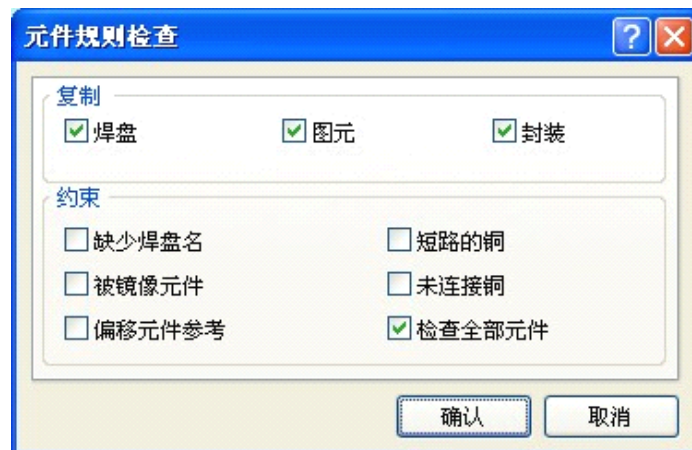 元件规则检查
复制
焊盘 图元 封装
约束
缺少焊盘名 短路的铜
被镜像元件 未连接铜
偏移元件参考 检查全部元件
确认 取消